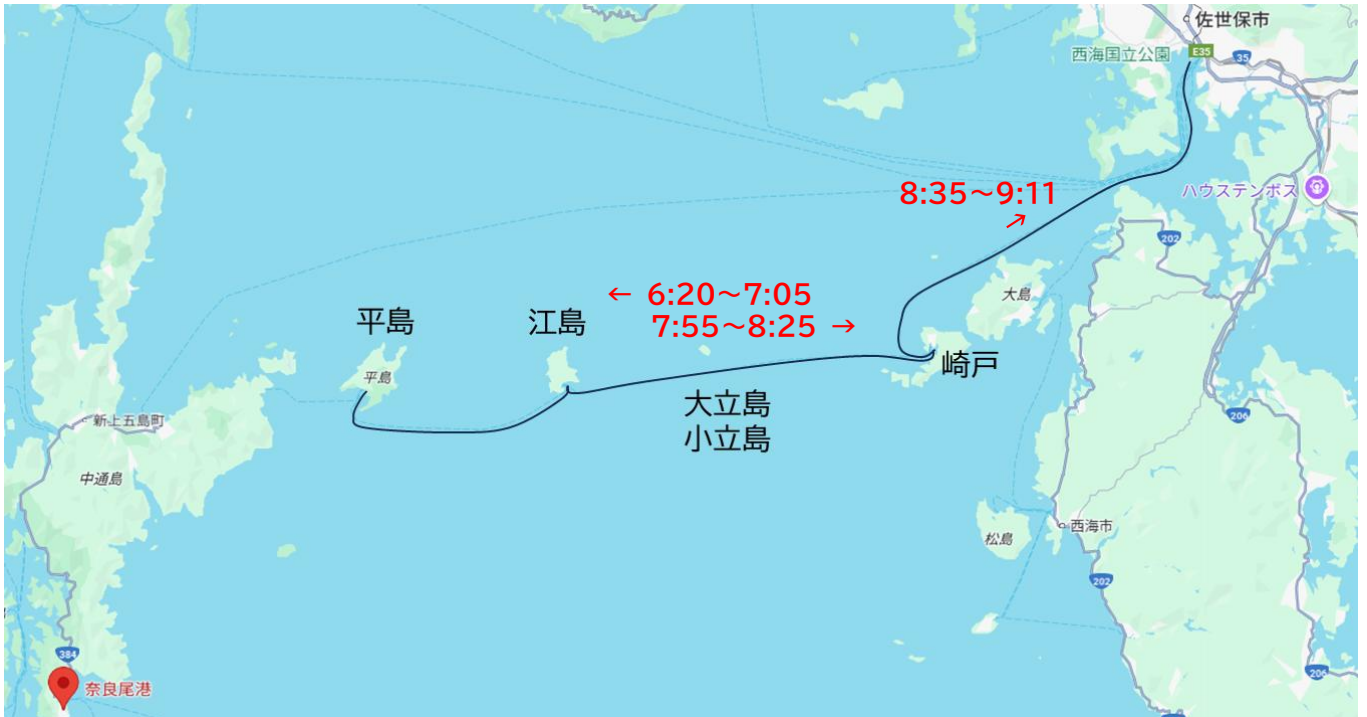 佐世保市
西海国立公園
E35
35
ハウステンボス
8:35~9:11
↗
202
大島
← 6:20~7:05
7:55~8:25 →
平島
江島
崎戸
平島
大立島
小立島
新上五島町
206
中通島
松島
西海市
202
384
奈良尾港
206
202